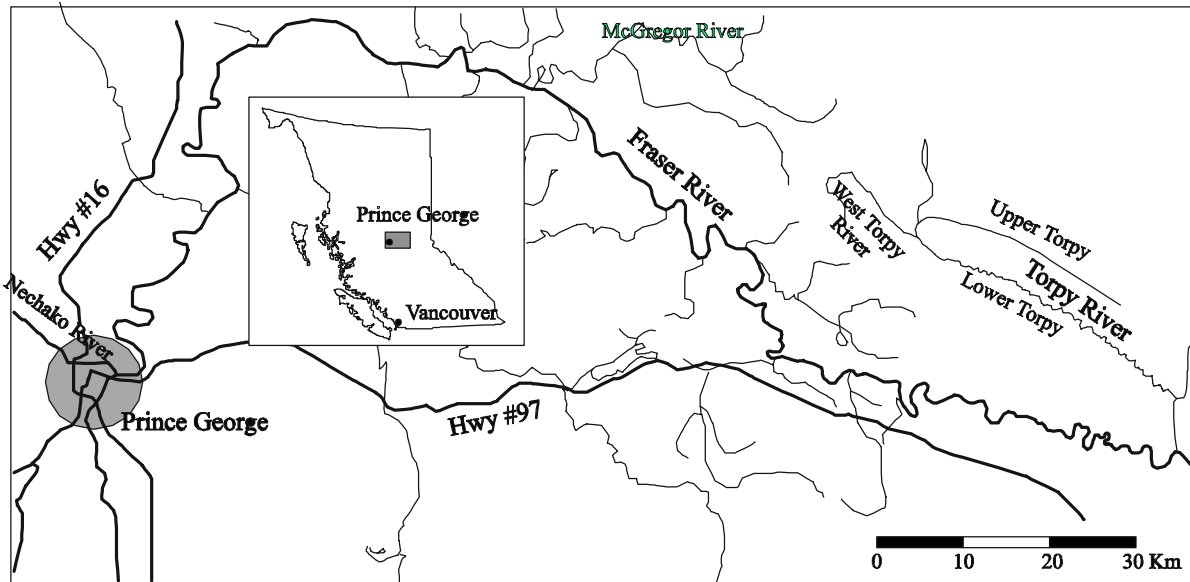 McGregor River
Fraser River
Hwy #16
Prince George
Vancouver
West Torpy
River
Upper Torpy
Torpy River
Lower Torpy
Nechako River
Prince George
Hwy #97
0 10 20 30 Km